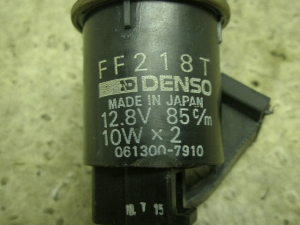 FF218T
DENSO
MADE IN JAPAN
12.8V 85c/m
10W × 2
061300-7910